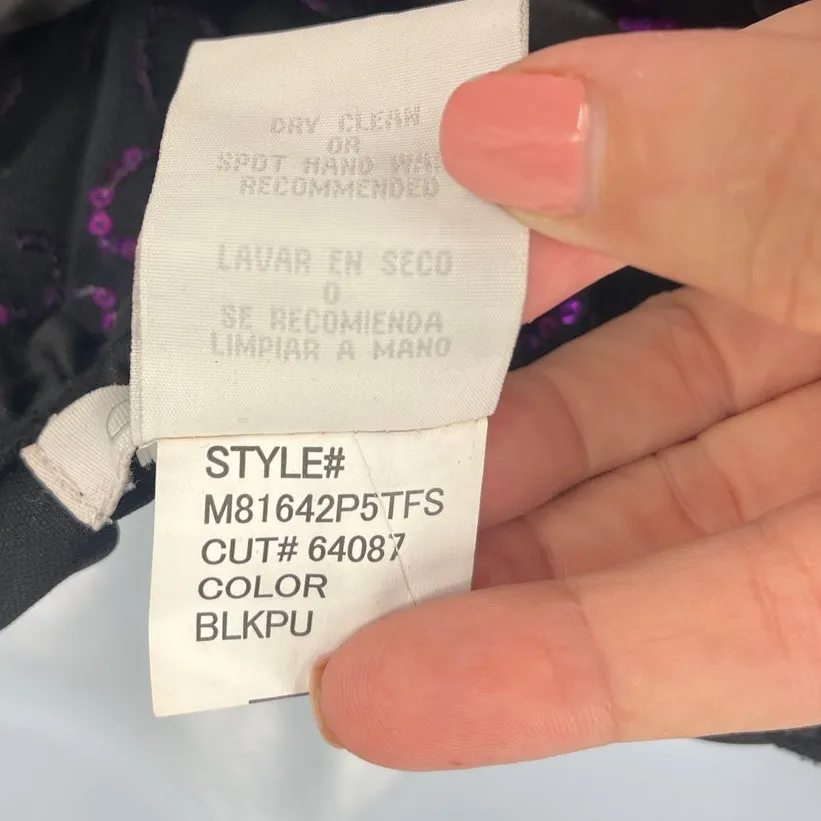 DRY CLEAN
OR
SPOT HAND
RECOMMENDED
LAVAR EN SECO
O
SE RECOMIENDA
LIMPIAR A MANO
STYLE#
M81642P5TFS
CUT# 64087
COLOR
BLKPU